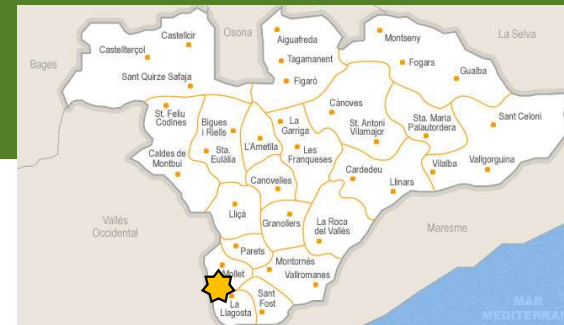 Osona
La Selva
Castellcir
Castellterçol
Bages
Sant Quirze Safaja
Aiguafreda
Tagamanent
Figaró
Montseny
Fogars
Gualba
St. Feliu
Codines
Bigues
i Riells
L'Ametlla
La
Garriga
Cànoves
St. Antoni
Vilamajor
Sta. Maria
Palautordera
Sant Celoni
Caldes de
Montbui
Sta.
Eulàlia
Les
Franqueses
Canovelles
Cardedeu
Llinars
Vilalba
Vallgorguina
Vallès
Occidental
Lliçà
Granollers
La Roca
del Vallès
Maresme
Parets
Mollet
Montornès
Vallromanes
La
Llagosta
Sant
Fost
MAR
MEDITERRAN